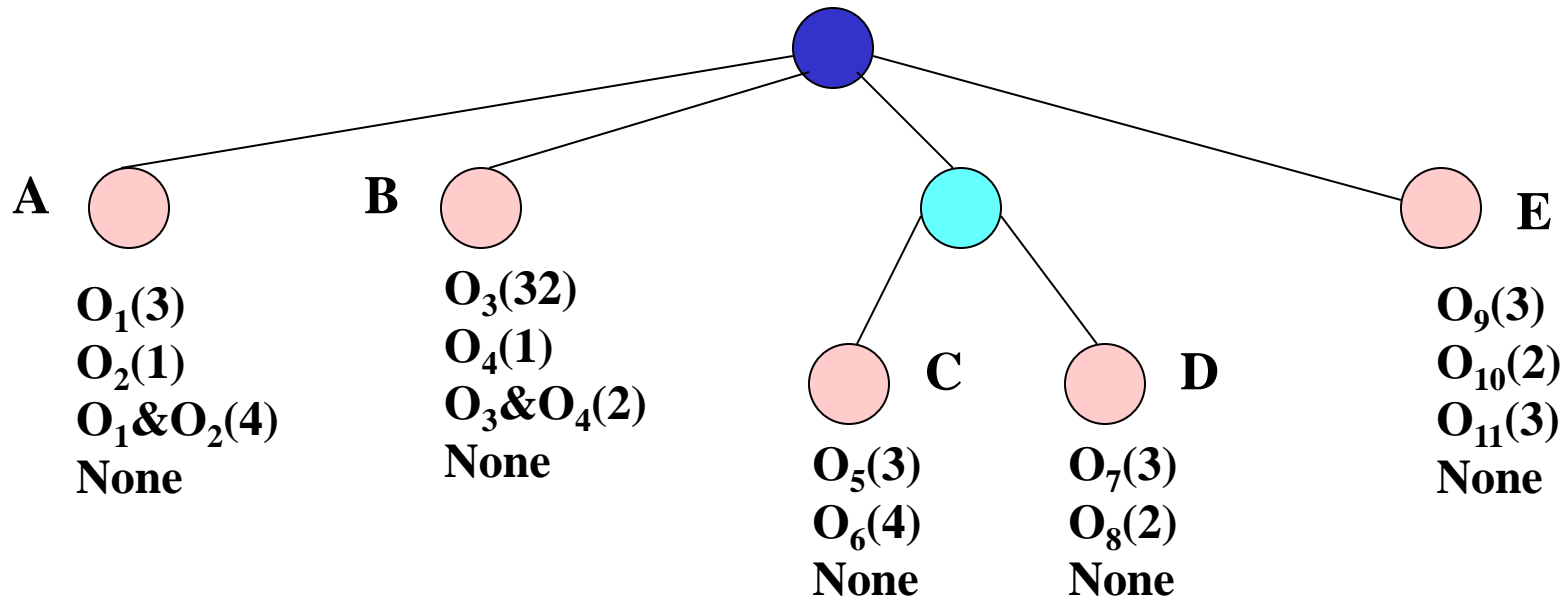 A
O₁(3)
O₂(1)
O₁&O₂(4)
None
B
O₃(32)
O₄(1)
O₃&O₄(2)
None
C
O₅(3)
O₆(4)
None
D
O₇(3)
O₈(2)
None
E
O₉(3)
O₁₀(2)
O₁₁(3)
None